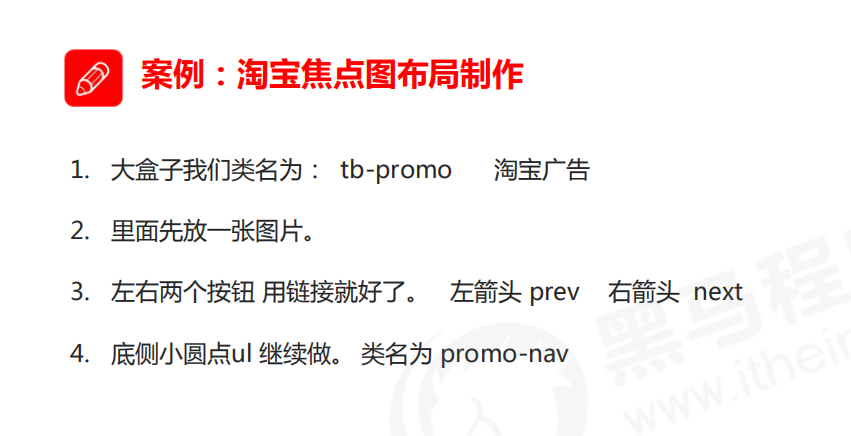 案例：淘宝焦点图布局制作
1. 大盒子我们类名为： tb-promo 淘宝广告
2. 里面先放一张图片。
3. 左右两个按钮 用链接就好了。 左箭头 prev 右箭头 next
4. 底侧小圆点ul 继续做。 类名为 promo-nav
黑马程
www.itheim